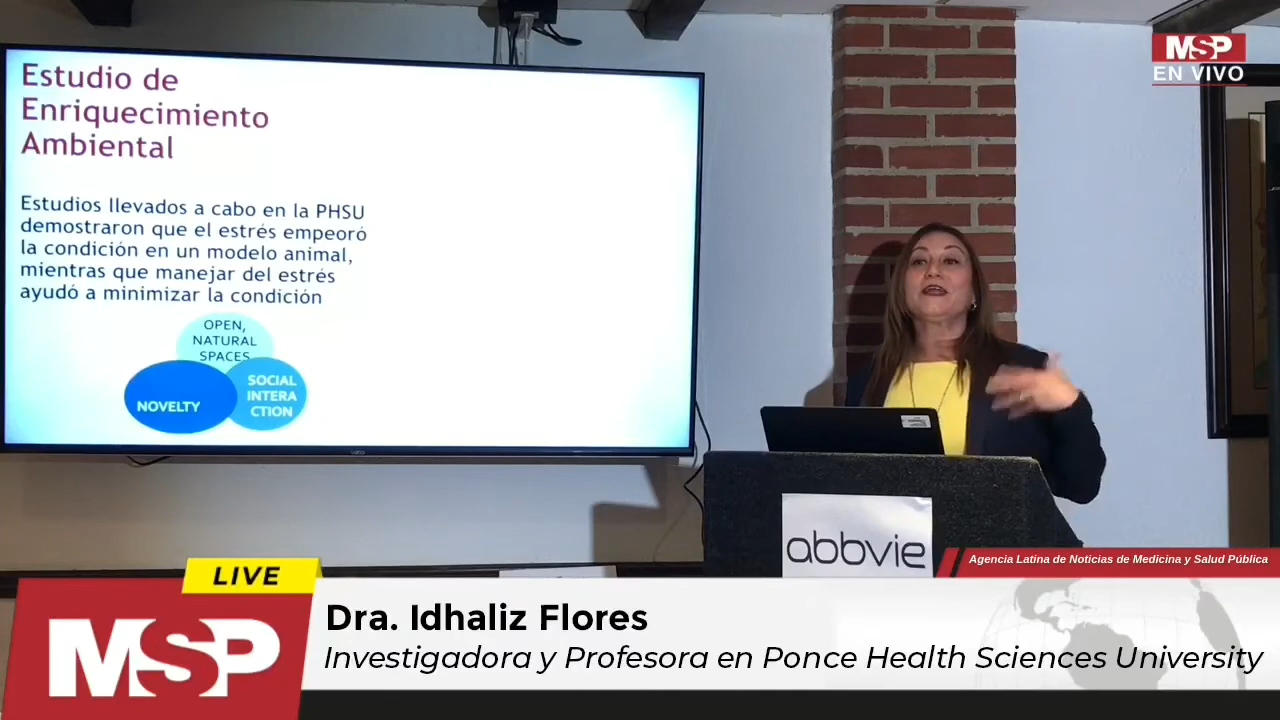 Estudio de
Enriquecimiento
Ambiental
Estudios llevados a cabo en la PHSU
demostraron que el estrés empeoró
la condición en un modelo animal,
mientras que manejar del estrés
ayudó a minimizar la condición
OPEN,
NATURAL
SPACES
NOVELTY
SOCIAL
INTERA
CTION
MSP
EN VIVO
abbvie
Agencia Latina de Noticias de Medicina y Salud Pública
LIVE
MSP
Dra. Idhaliz Flores
Investigadora y Profesora en Ponce Health Sciences University